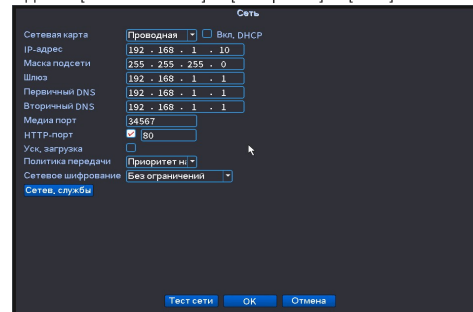 Сеть
Сетевая карта Проводная Вкл, DHCP
IP-адрес 192 . 168 . 1 . 10
Маска подсети 255 . 255 . 255 . 0
Шлюз 192 . 168 . 1 . 1
Первичный DNS 192 . 168 . 1 . 1
Вторичный DNS 192 . 168 . 1 . 1
Медиа порт 34567
HTTP-порт 80
Уск, загрузка
Политика передачи Приоритет
Сетевое шифрование Без ограничений
Сетев, службы
Тест сети OK Отмена